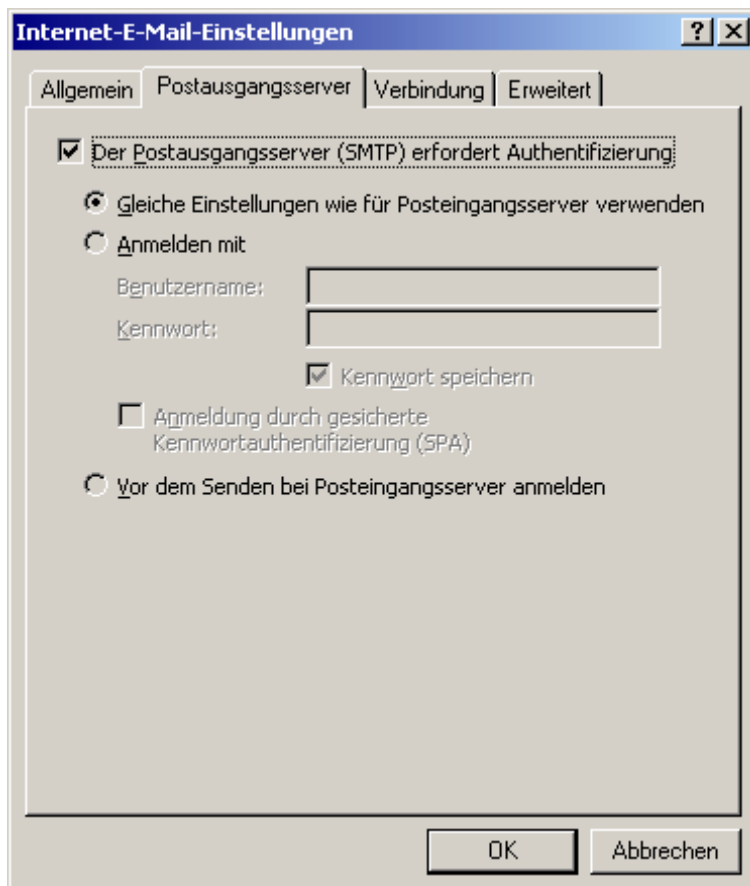 Internet-E-Mail-Einstellungen
Allgemein Postausgangsserver Verbindung Erweitert
Der Postausgangsserver (SMTP) erfordert Authentifizierung
Gleiche Einstellungen wie für Posteingangsserver verwenden
Anmelden mit
Benutzername:
Kennwort:
Kennwort speichern
Anmeldung durch gesicherte
Kennwortauthentifizierung (SPA)
Vor dem Senden bei Posteingangsserver anmelden
OK Abbrechen